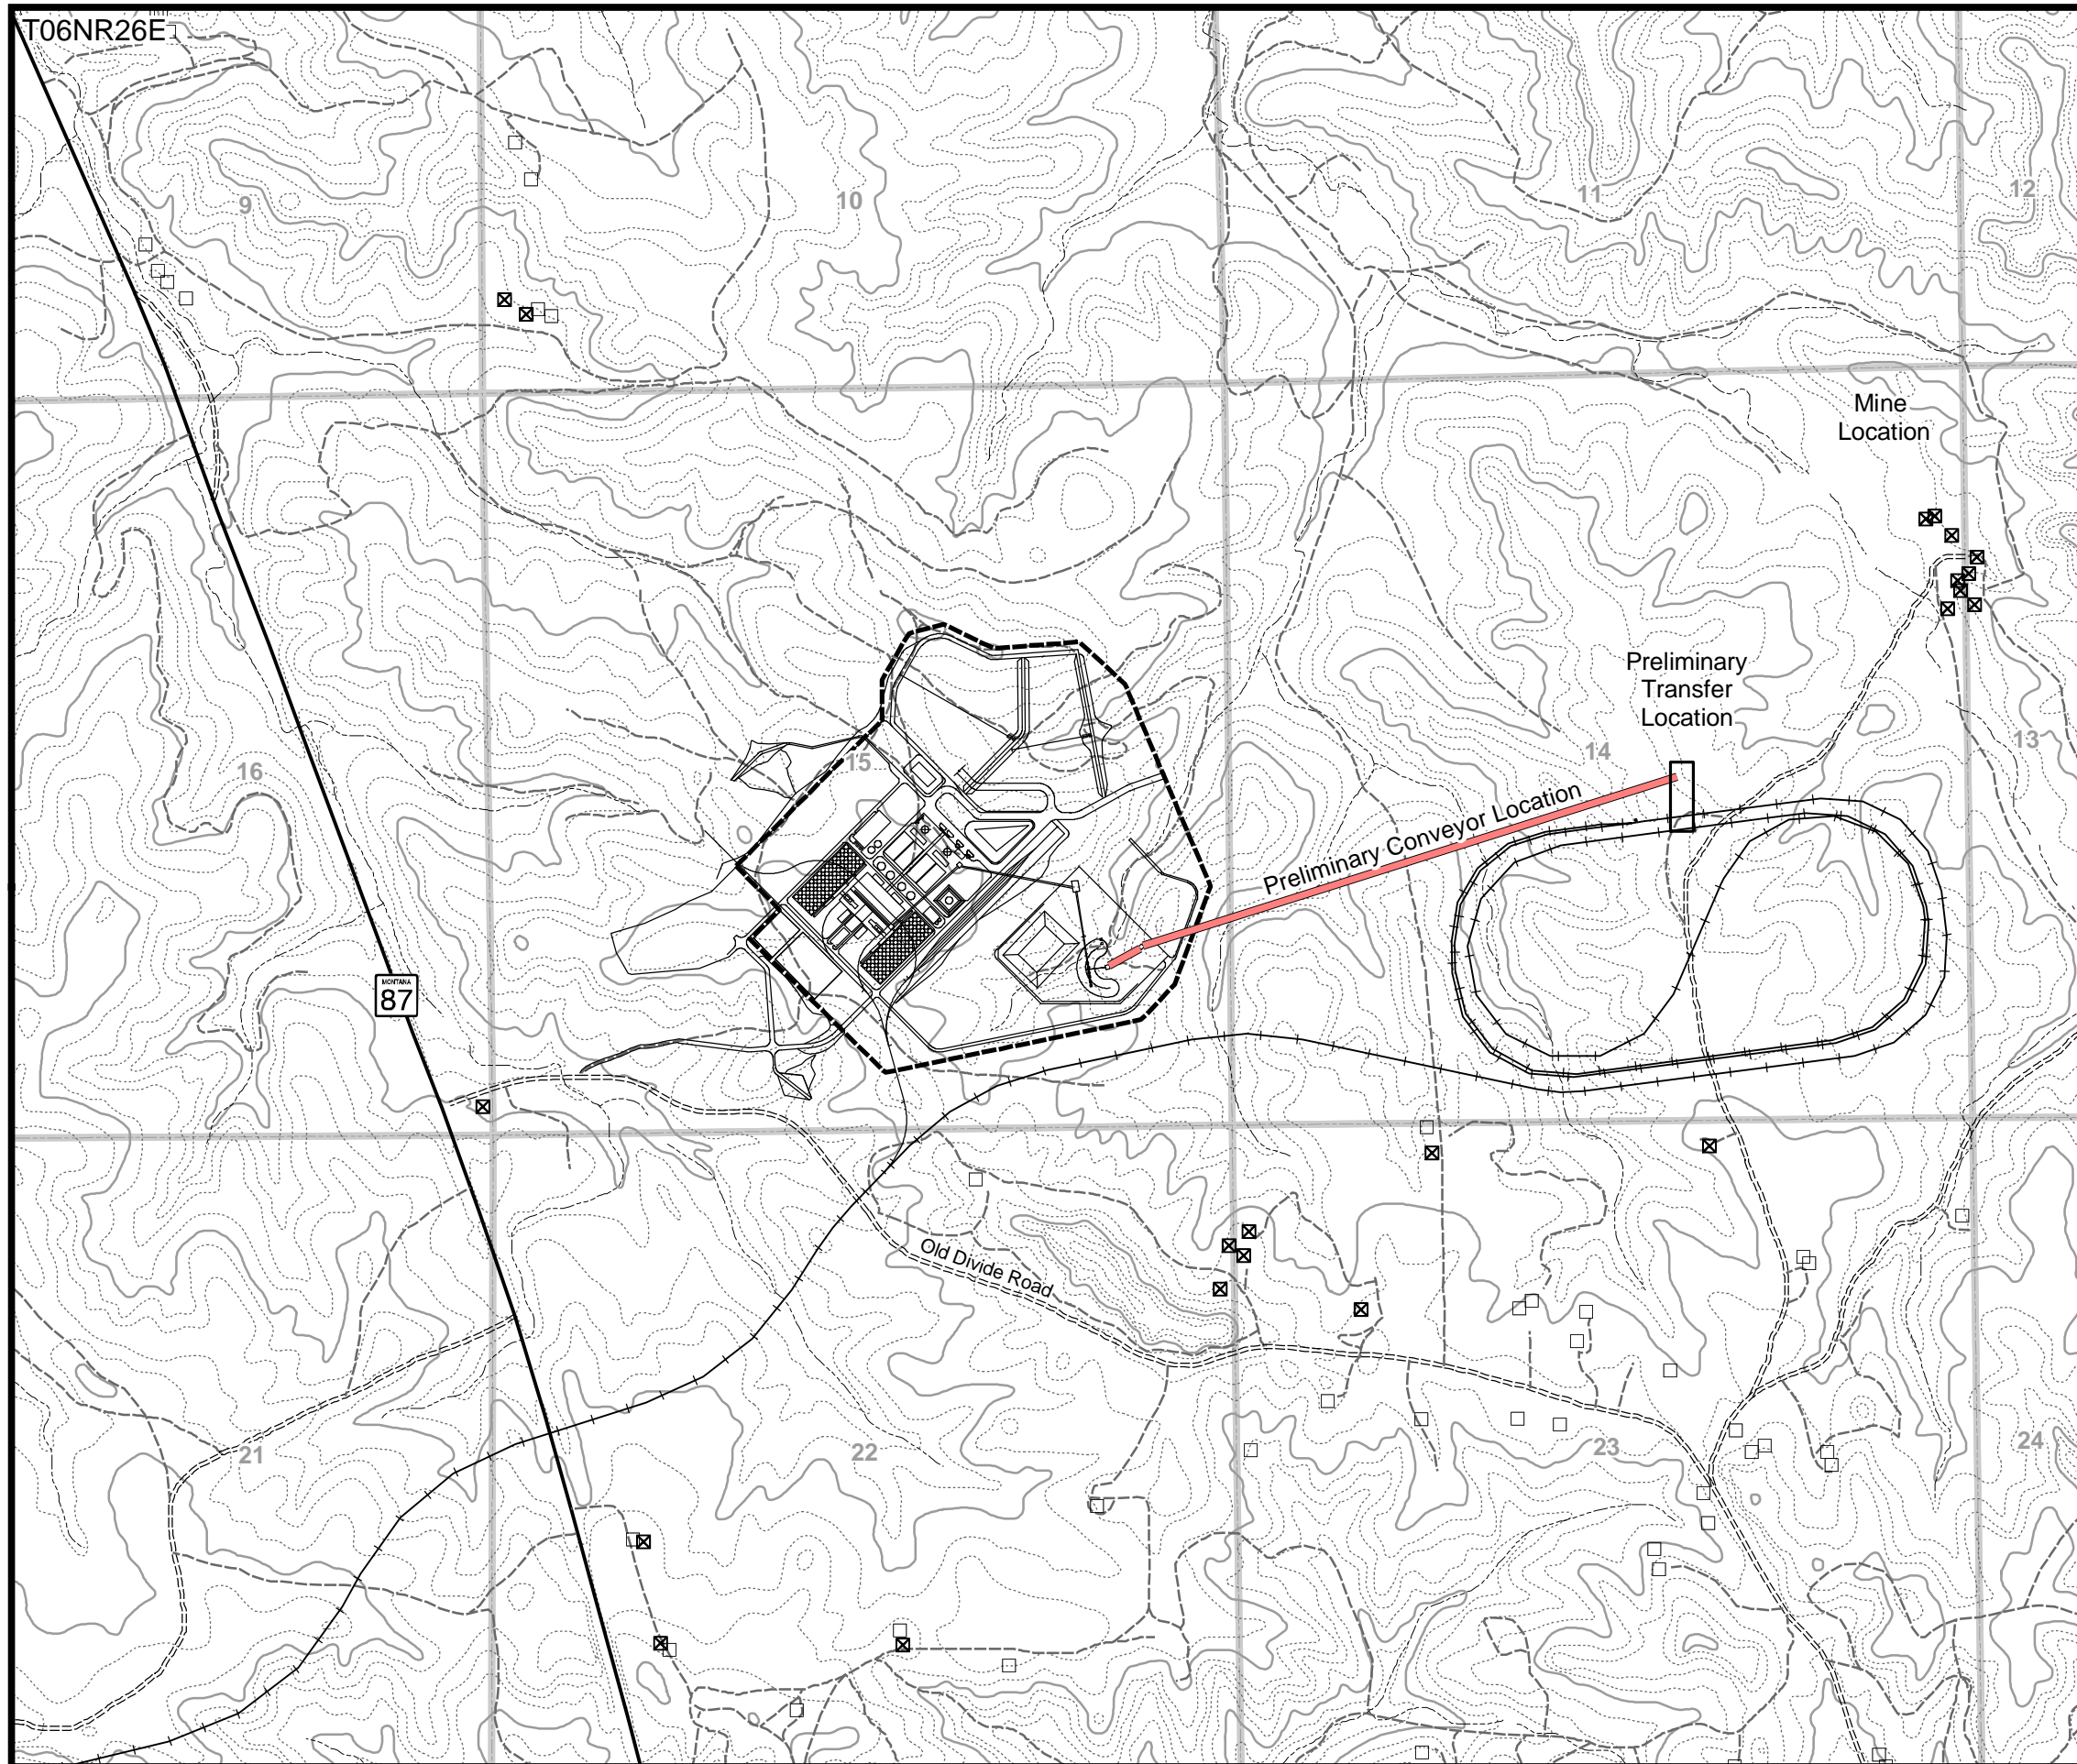 T06NR26E
9
10
11
12
Mine
Location
Preliminary
Transfer
Location
13
14
15
16
Preliminary Conveyor Location
MONTANA
87
Old Divide Road
21
22
23
24